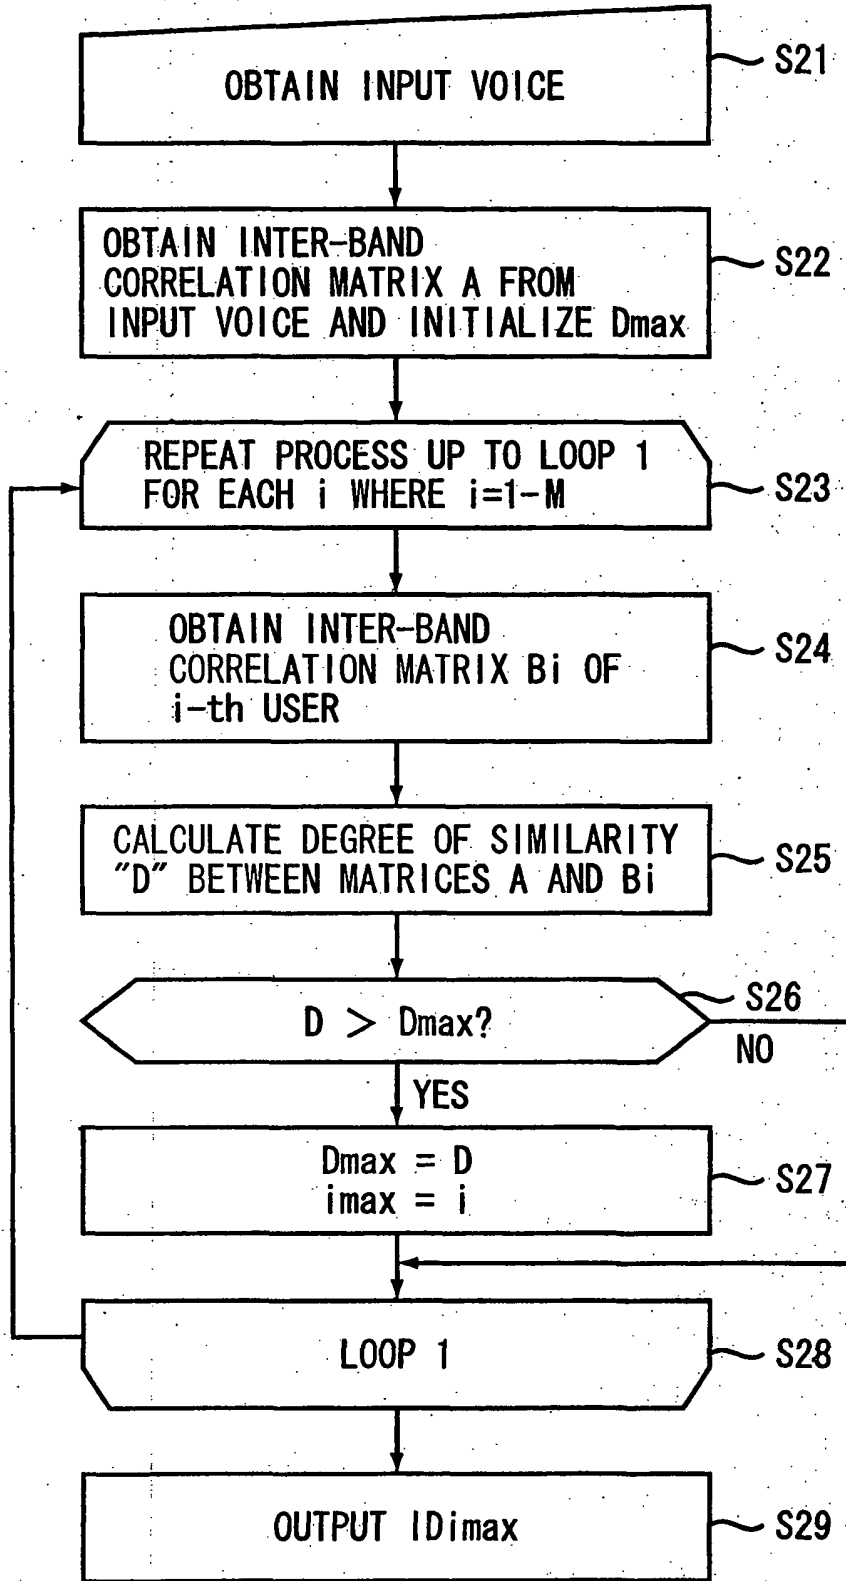 OBTAIN INPUT VOICE
S21
OBTAIN INTER-BAND
CORRELATION MATRIX A FROM
INPUT VOICE AND INITIALIZE Dmax
S22
REPEAT PROCESS UP TO LOOP 1
FOR EACH i WHERE i=1-M
S23
OBTAIN INTER-BAND
CORRELATION MATRIX Bi OF
i-th USER
S24
CALCULATE DEGREE OF SIMILARITY
"D" BETWEEN MATRICES A AND Bi
S25
D > Dmax?
S26
NO
YES
Dmax = D
imax = i
S27
LOOP 1
S28
OUTPUT IDimax
S29